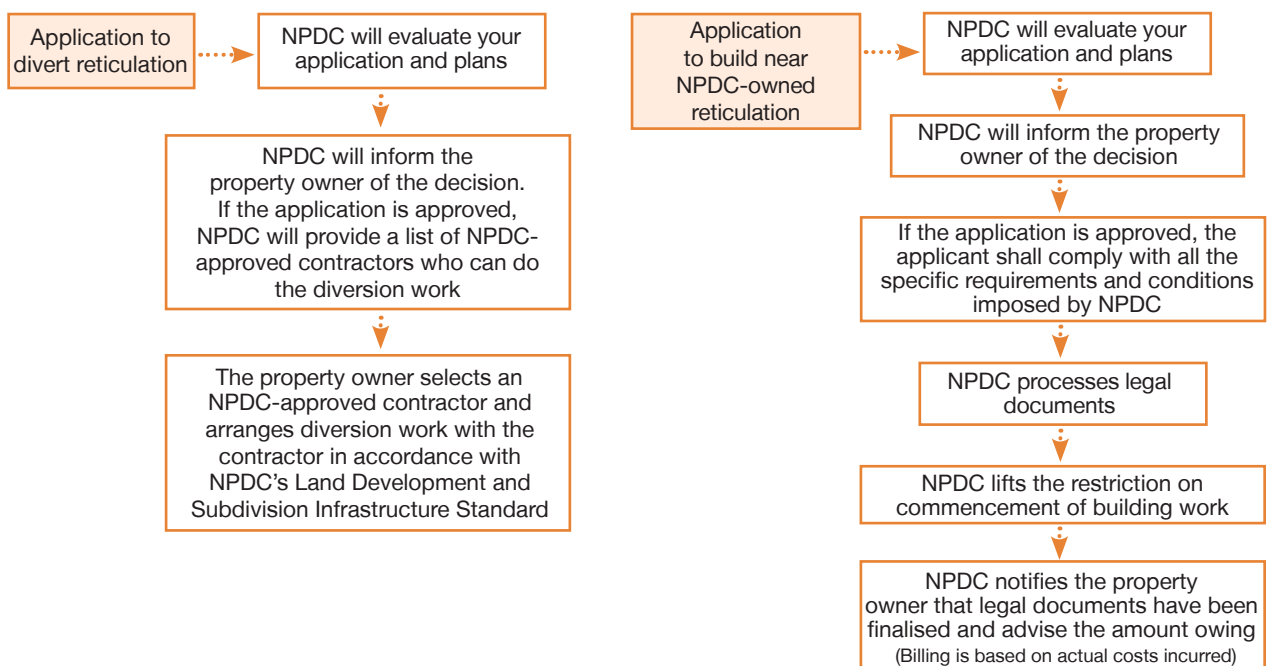 Application to
divert reticulation
NPDC will evaluate your
application and plans
NPDC will inform the
property owner of the decision.
If the application is approved,
NPDC will provide a list of NPDC-
approved contractors who can do
the diversion work
The property owner selects an
NPDC-approved contractor and
arranges diversion work with the
contractor in accordance with
NPDC's Land Development and
Subdivision Infrastructure Standard
Application
to build near
NPDC-owned
reticulation
NPDC will evaluate your
application and plans
NPDC will inform the property
owner of the decision
If the application is approved, the
applicant shall comply with all the
specific requirements and conditions
imposed by NPDC
NPDC processes legal
documents
NPDC lifts the restriction on
commencement of building work
NPDC notifies the property
owner that legal documents have been
finalised and advise the amount owing
(Billing is based on actual costs incurred)